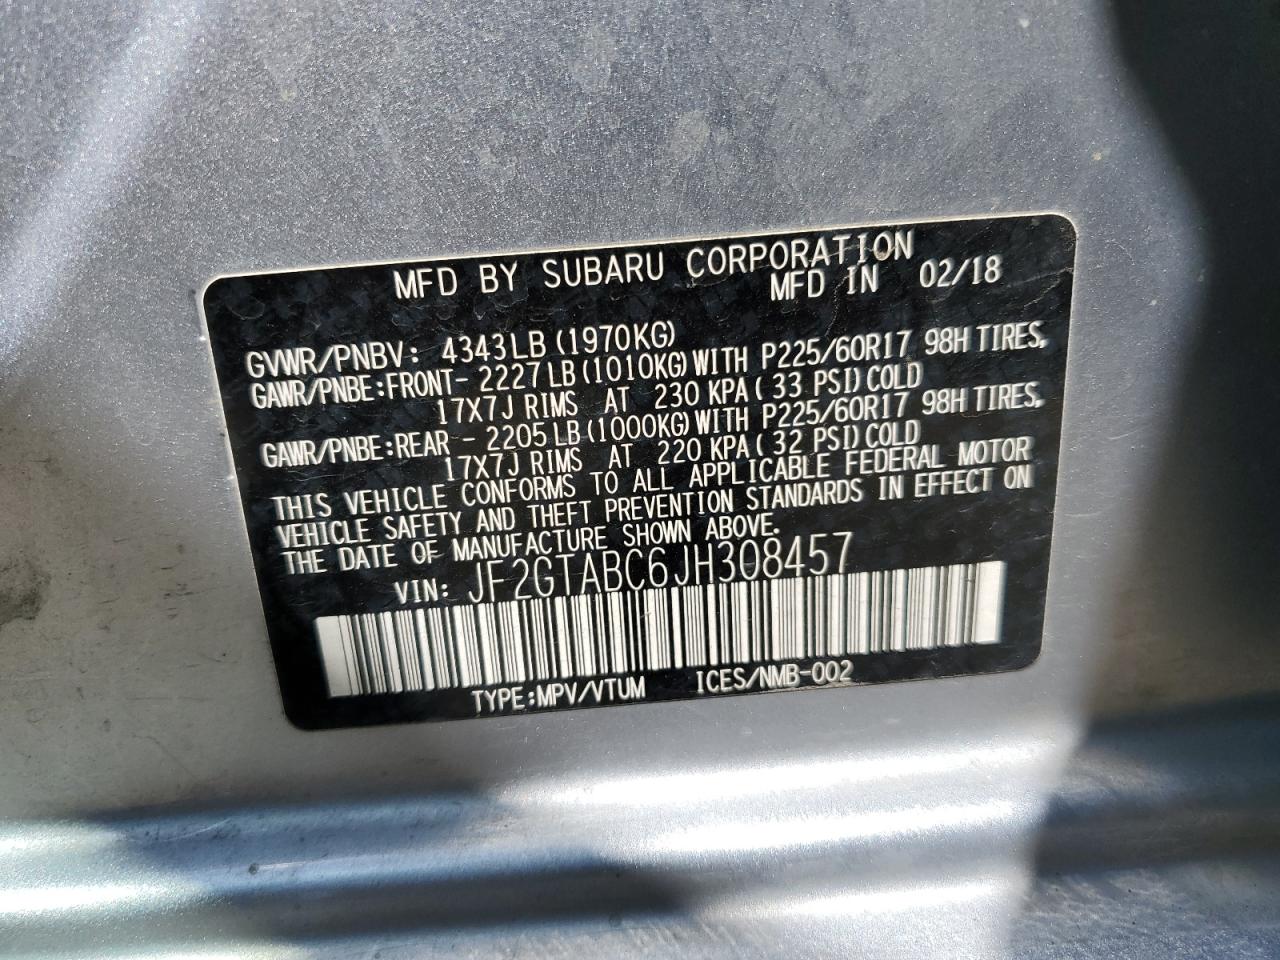 MFD BY SUBARU CORPORATION
MFD IN 02/18
GVWR/PNBV: 4343LB (1970KG)
GAWR/PNBE:FRONT- 2227LB (1010KG) WITH P225/60R17 98H TIRES,
17X7J RIMS AT 230 KPA ( 33 PSI) COLD
GAWR/PNBE:REAR - 2205LB (1000KG) WITH P225/60R17 98H TIRES,
17X7J RIMS AT 220 KPA ( 32 PSI) COLD
THIS VEHICLE CONFORMS TO ALL APPLICABLE FEDERAL MOTOR
VEHICLE SAFETY AND THEFT PREVENTION STANDARDS IN EFFECT ON
THE DATE OF MANUFACTURE SHOWN ABOVE.
VIN: JF2GTABC6JH308457
TYPE:MPV/VTUM ICES/NMB-002